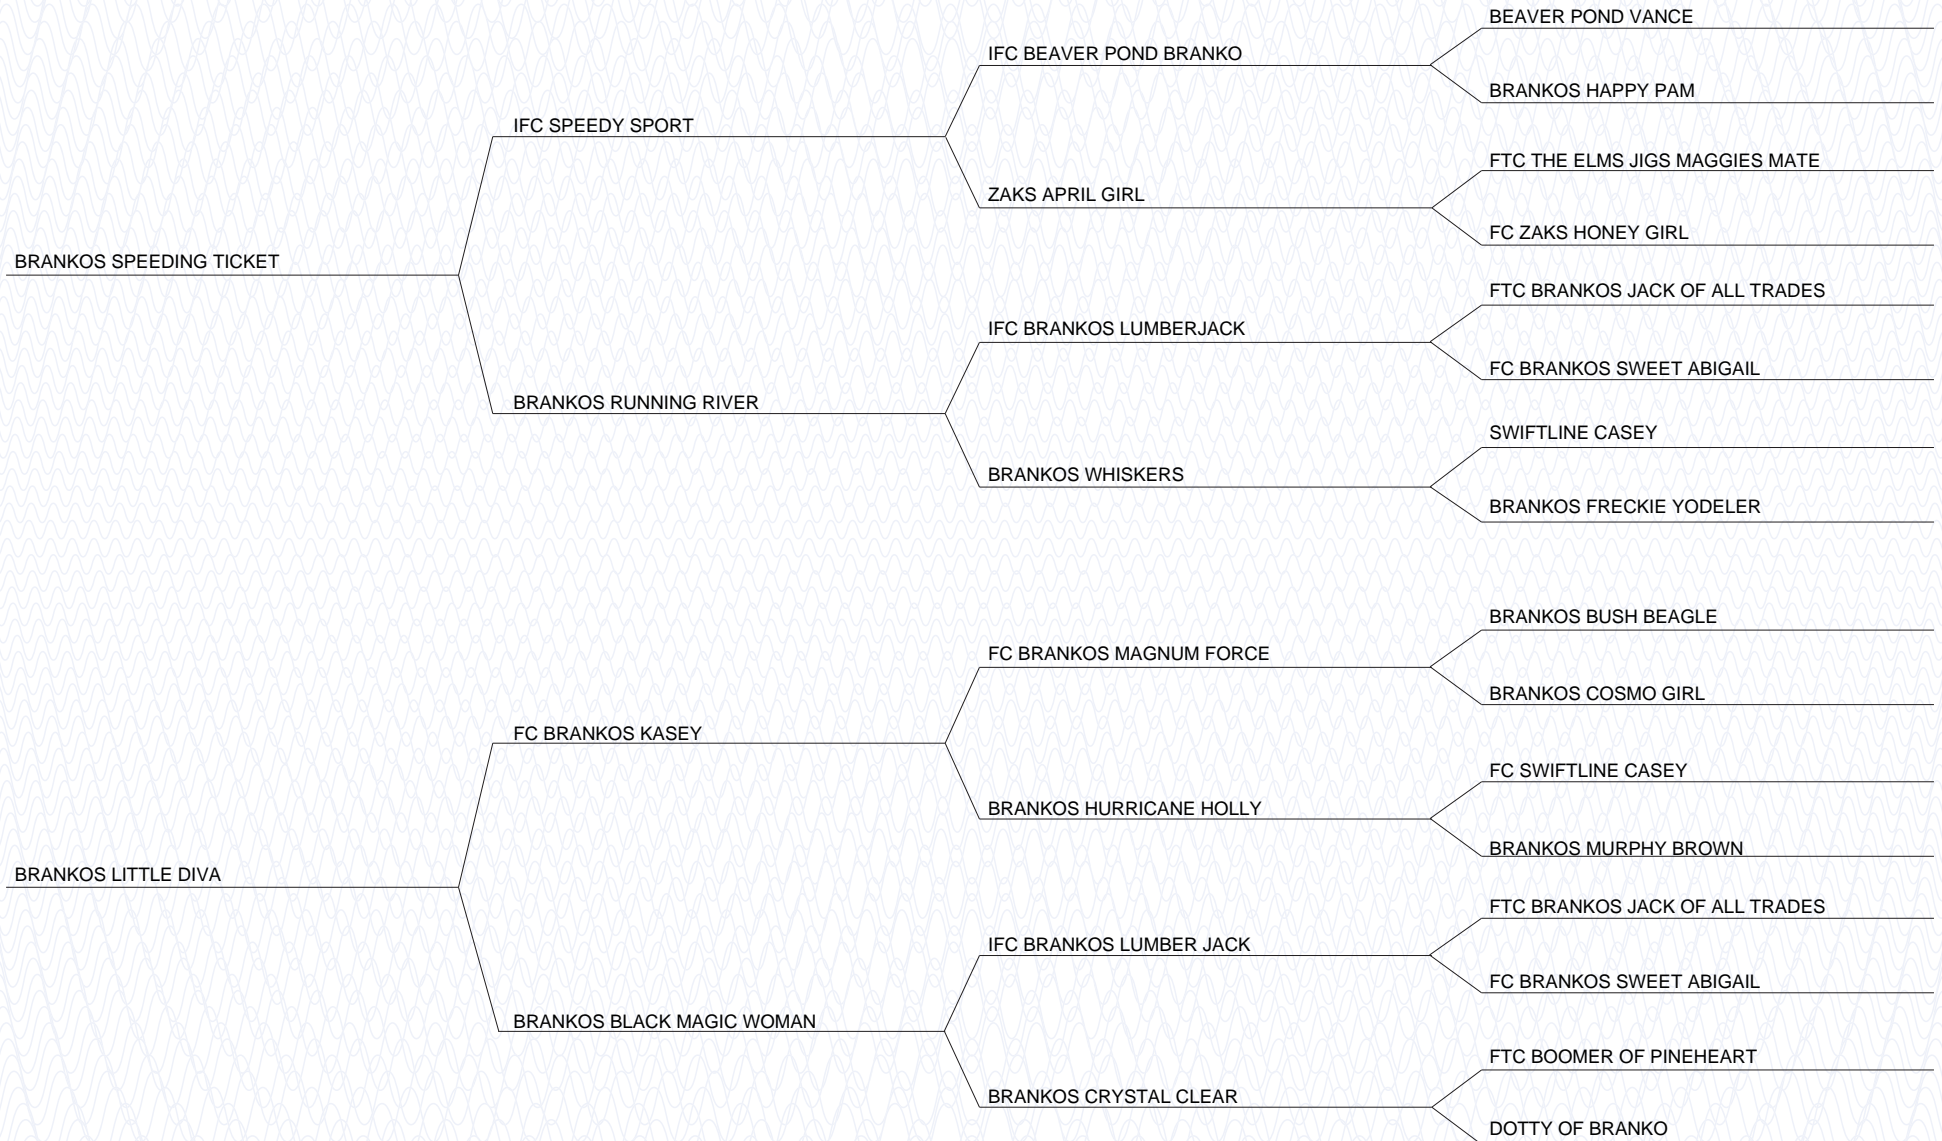 BEAVER POND VANCE
IFC BEAVER POND BRANKO
BRANKOS HAPPY PAM
IFC SPEEDY SPORT
FTC THE ELMS JIGS MAGGIES MATE
ZAKS APRIL GIRL
FC ZAKS HONEY GIRL
BRANKOS SPEEDING TICKET
FTC BRANKOS JACK OF ALL TRADES
IFC BRANKOS LUMBERJACK
FC BRANKOS SWEET ABIGAIL
BRANKOS RUNNING RIVER
SWIFTLINE CASEY
BRANKOS WHISKERS
BRANKOS FRECKIE YODELER
BRANKOS BUSH BEAGLE
FC BRANKOS MAGNUM FORCE
BRANKOS COSMO GIRL
FC BRANKOS KASEY
FC SWIFTLINE CASEY
BRANKOS HURRICANE HOLLY
BRANKOS MURPHY BROWN
BRANKOS LITTLE DIVA
FTC BRANKOS JACK OF ALL TRADES
IFC BRANKOS LUMBER JACK
FC BRANKOS SWEET ABIGAIL
BRANKOS BLACK MAGIC WOMAN
FTC BOOMER OF PINEHEART
BRANKOS CRYSTAL CLEAR
DOTTY OF BRANKO